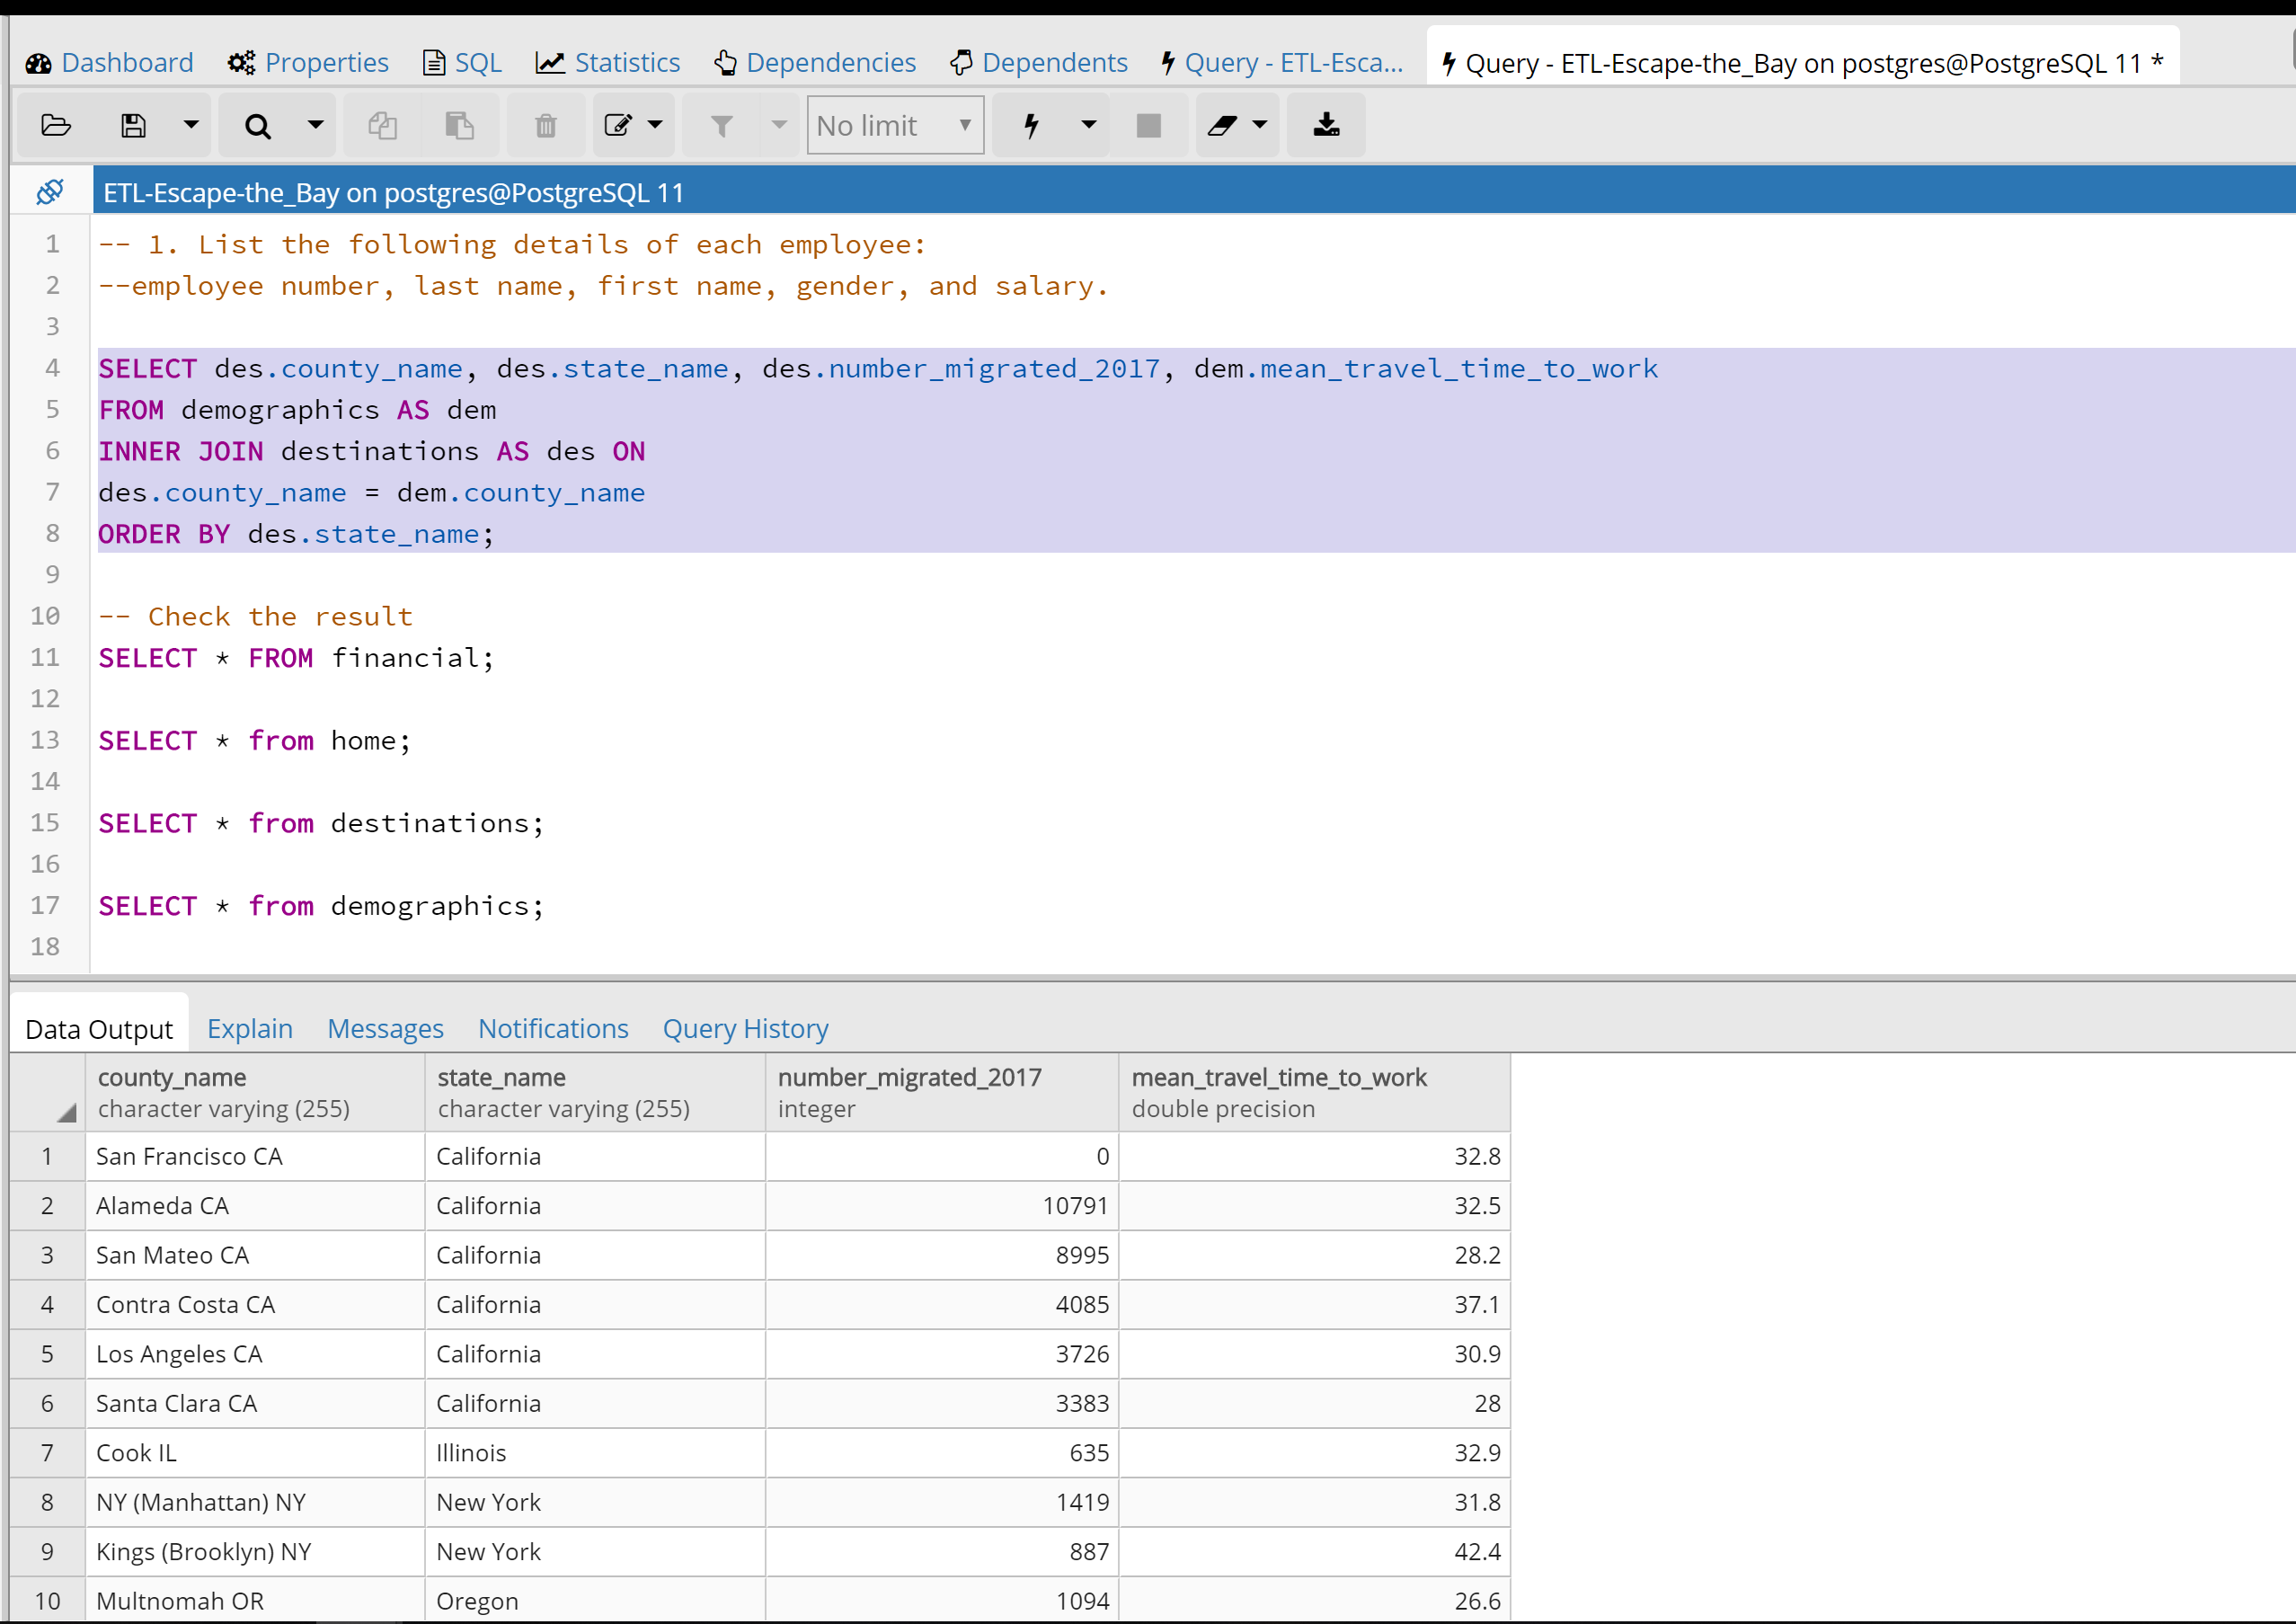 Dashboard Properties SQL Statistics Dependencies Dependents Query - ETL-Esca... Query - ETL-Escape-the_Bay on postgres@PostgreSQL 11 *
No limit
ETL-Escape-the_Bay on postgres@PostgreSQL 11
1 -- 1. List the following details of each employee:
2 --employee number, last name, first name, gender, and salary.
3
4 SELECT des.county_name, des.state_name, des.number_migrated_2017, dem.mean_travel_time_to_work
5 FROM demographics AS dem
6 INNER JOIN destinations AS des ON
7 des.county_name = dem.county_name
8 ORDER BY des.state_name;
9
10 -- Check the result
11 SELECT * FROM financial;
12
13 SELECT * from home;
14
15 SELECT * from destinations;
16
17 SELECT * from demographics;
18
Data Output Explain Messages Notifications Query History
county_name state_name number_migrated_2017 mean_travel_time_to_work
character varying (255) character varying (255) integer double precision
1 San Francisco CA California 0 32.8
2 Alameda CA California 10791 32.5
3 San Mateo CA California 8995 28.2
4 Contra Costa CA California 4085 37.1
5 Los Angeles CA California 3726 30.9
6 Santa Clara CA California 3383 28
7 Cook IL Illinois 635 32.9
8 NY (Manhattan) NY New York 1419 31.8
9 Kings (Brooklyn) NY New York 887 42.4
10 Multnomah OR Oregon 1094 26.6